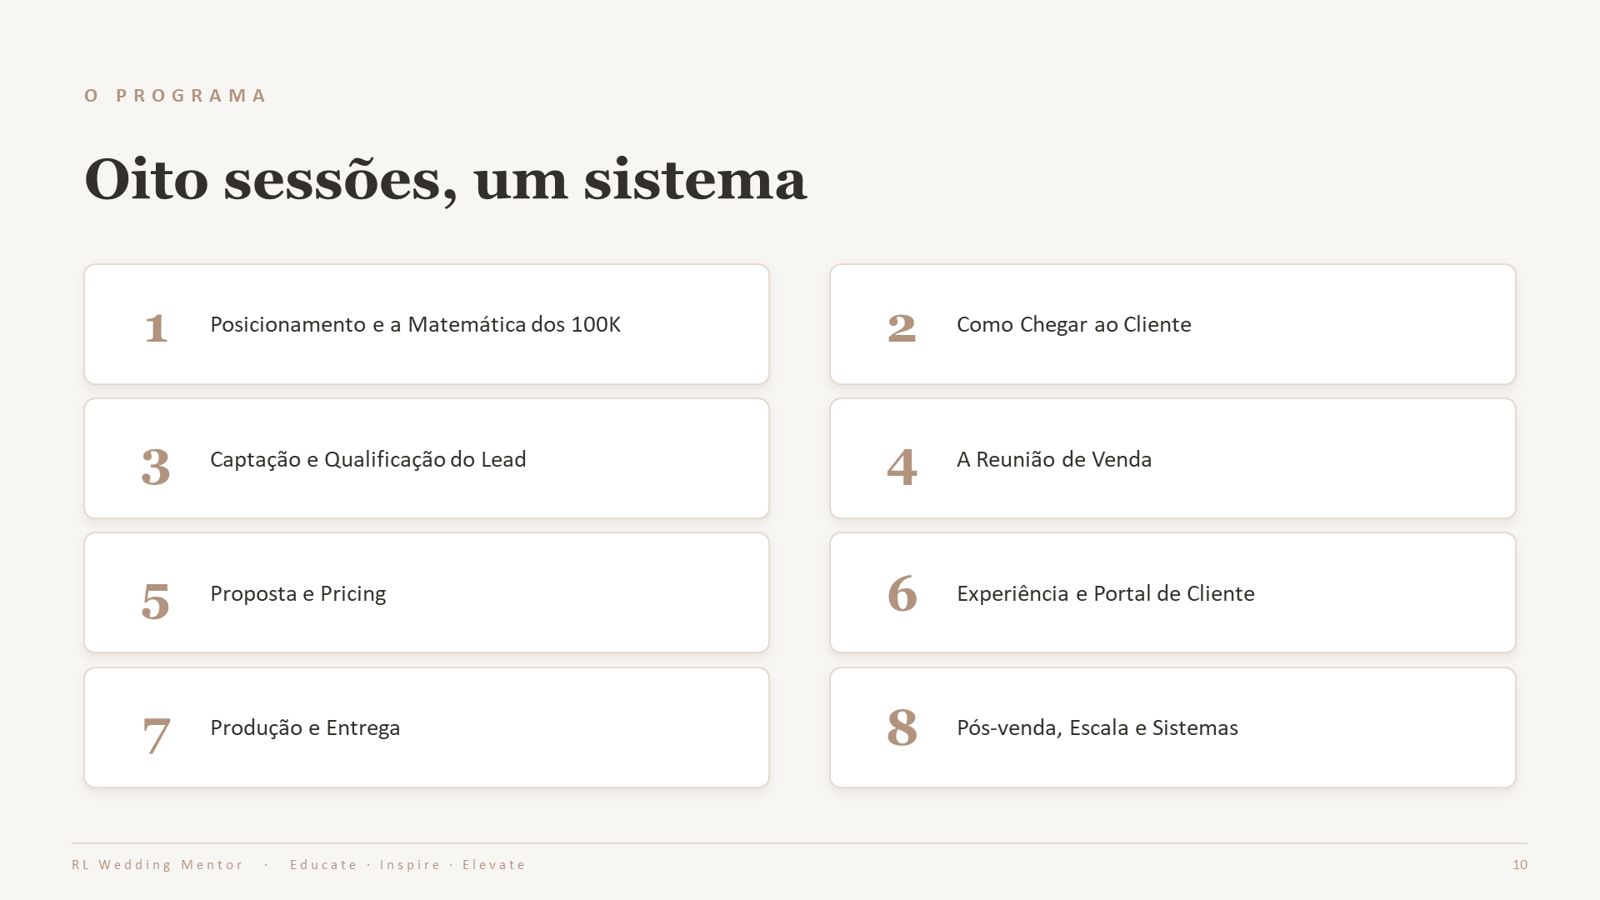 O PROGRAMA
Oito sessões, um sistema
1 Posicionamento e a Matemática dos 100K
2 Como Chegar ao Cliente
3 Captação e Qualificação do Lead
4 A Reunião de Venda
5 Proposta e Pricing
6 Experiência e Portal de Cliente
7 Produção e Entrega
8 Pós-venda, Escala e Sistemas
RL Wedding Mentor · Educate · Inspire · Elevate 10